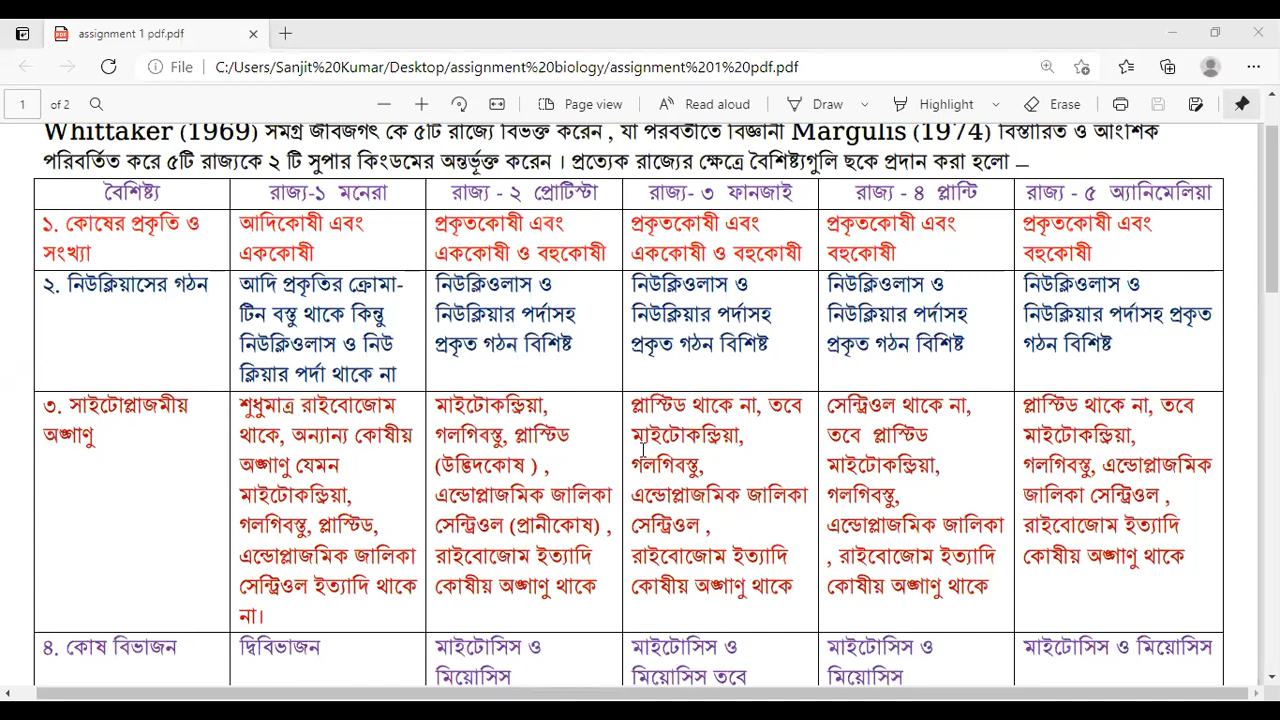 assignment 1 pdf.pdf
File C:/Users/Sanjit%20Kumar/Desktop/assignment%20biology/assignment%201%20pdf.pdf
1 of 2 Page view Read aloud Draw Highlight Erase
Whittaker (1969) সমগ্র জীবজগৎ কে ৫টি রাজ্যে বিভক্ত করেন , যা পরবর্তীতে বিজ্ঞানী Margulis (1974) বিস্তারিত ও আংশিক
পরিবর্তিত করে ৫টি রাজ্যকে ২ টি সুপার কিংডমের অন্তর্ভূক্ত করেন । প্রত্যেক রাজ্যের ক্ষেত্রে বৈশিষ্ট্যগুলি ছকে প্রদান করা হলো –
বৈশিষ্ট্য
রাজ্য-১ মনেরা
রাজ্য - ২ প্রোটিস্টা
রাজ্য- ৩ ফানজাই
রাজ্য - ৪ প্লান্টি
রাজ্য - ৫ অ্যানিমেলিয়া
১. কোষের প্রকৃতি ও
সংখ্যা
আদিকোষী এবং
এককোষী
প্রকৃতকোষী এবং
এককোষী ও বহুকোষী
প্রকৃতকোষী এবং
এককোষী ও বহুকোষী
প্রকৃতকোষী এবং
বহুকোষী
প্রকৃতকোষী এবং
বহুকোষী
২. নিউক্লিয়াসের গঠন
আদি প্রকৃতির ক্রোমা-
টিন বস্তু থাকে কিন্তু
নিউক্লিওলাস ও নিউ
ক্লিয়ার পর্দা থাকে না
নিউক্লিওলাস ও
নিউক্লিয়ার পর্দাসহ
প্রকৃত গঠন বিশিষ্ট
নিউক্লিওলাস ও
নিউক্লিয়ার পর্দাসহ
প্রকৃত গঠন বিশিষ্ট
নিউক্লিওলাস ও
নিউক্লিয়ার পর্দাসহ
প্রকৃত গঠন বিশিষ্ট
নিউক্লিওলাস ও
নিউক্লিয়ার পর্দাসহ প্রকৃত
গঠন বিশিষ্ট
৩. সাইটোপ্লাজমীয়
অঙ্গাণু
শুধুমাত্র রাইবোজোম
থাকে, অন্যান্য কোষীয়
অঙ্গাণু যেমন
মাইটোকন্ড্রিয়া,
গলগিবস্তু, প্লাস্টিড,
এন্ডোপ্লাজমিক জালিকা
সেন্ট্রিওল ইত্যাদি থাকে
না।
মাইটোকন্ড্রিয়া,
গলগিবস্তু, প্লাস্টিড
(উদ্ভিদকোষ ) ,
এন্ডোপ্লাজমিক জালিকা
সেন্ট্রিওল (প্রানীকোষ) ,
রাইবোজোম ইত্যাদি
কোষীয় অঙ্গাণু থাকে
প্লাস্টিড থাকে না, তবে
মাইটোকন্ড্রিয়া,
গলগিবস্তু,
এন্ডোপ্লাজমিক জালিকা
সেন্ট্রিওল ,
রাইবোজোম ইত্যাদি
কোষীয় অঙ্গাণু থাকে
সেন্ট্রিওল থাকে না,
তবে প্লাস্টিড
মাইটোকন্ড্রিয়া,
গলগিবস্তু,
এন্ডোপ্লাজমিক জালিকা
, রাইবোজোম ইত্যাদি
কোষীয় অঙ্গাণু থাকে
প্লাস্টিড থাকে না, তবে
মাইটোকন্ড্রিয়া,
গলগিবস্তু, এন্ডোপ্লাজমিক
জালিকা সেন্ট্রিওল ,
রাইবোজোম ইত্যাদি
কোষীয় অঙ্গাণু থাকে
৪. কোষ বিভাজন
দ্বিবিভাজন
মাইটোসিস ও
মিয়োসিস
মাইটোসিস ও
মিয়োসিস তবে
মাইটোসিস ও
মিয়োসিস
মাইটোসিস ও মিয়োসিস